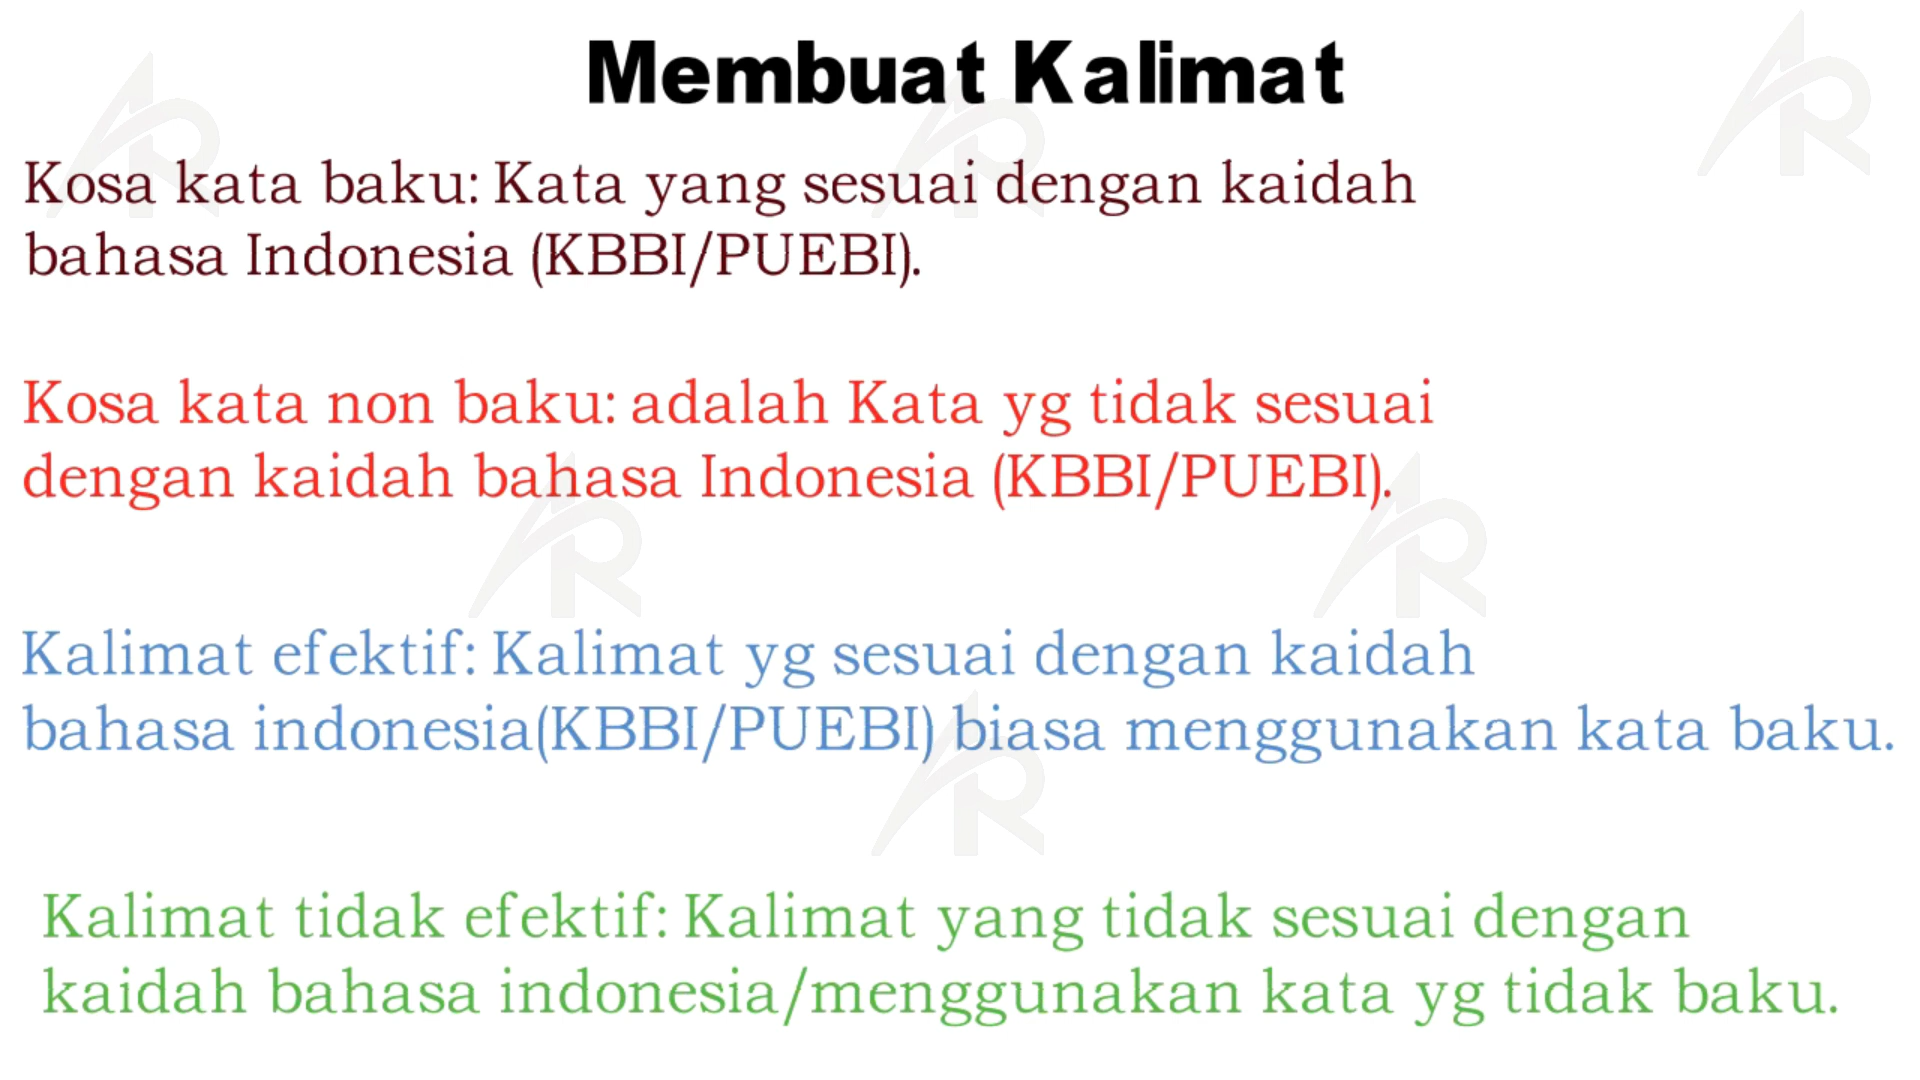 Membuat Kalimat
Kosa kata baku: Kata yang sesuai dengan kaidah
bahasa Indonesia (KBBI/PUEBI).
Kosa kata non baku: adalah Kata yg tidak sesuai
dengan kaidah bahasa Indonesia (KBBI/PUEBI).
Kalimat efektif: Kalimat yg sesuai dengan kaidah
bahasa indonesia(KBBI/PUEBI) biasa menggunakan kata baku.
Kalimat tidak efektif: Kalimat yang tidak sesuai dengan
kaidah bahasa indonesia/menggunakan kata yg tidak baku.